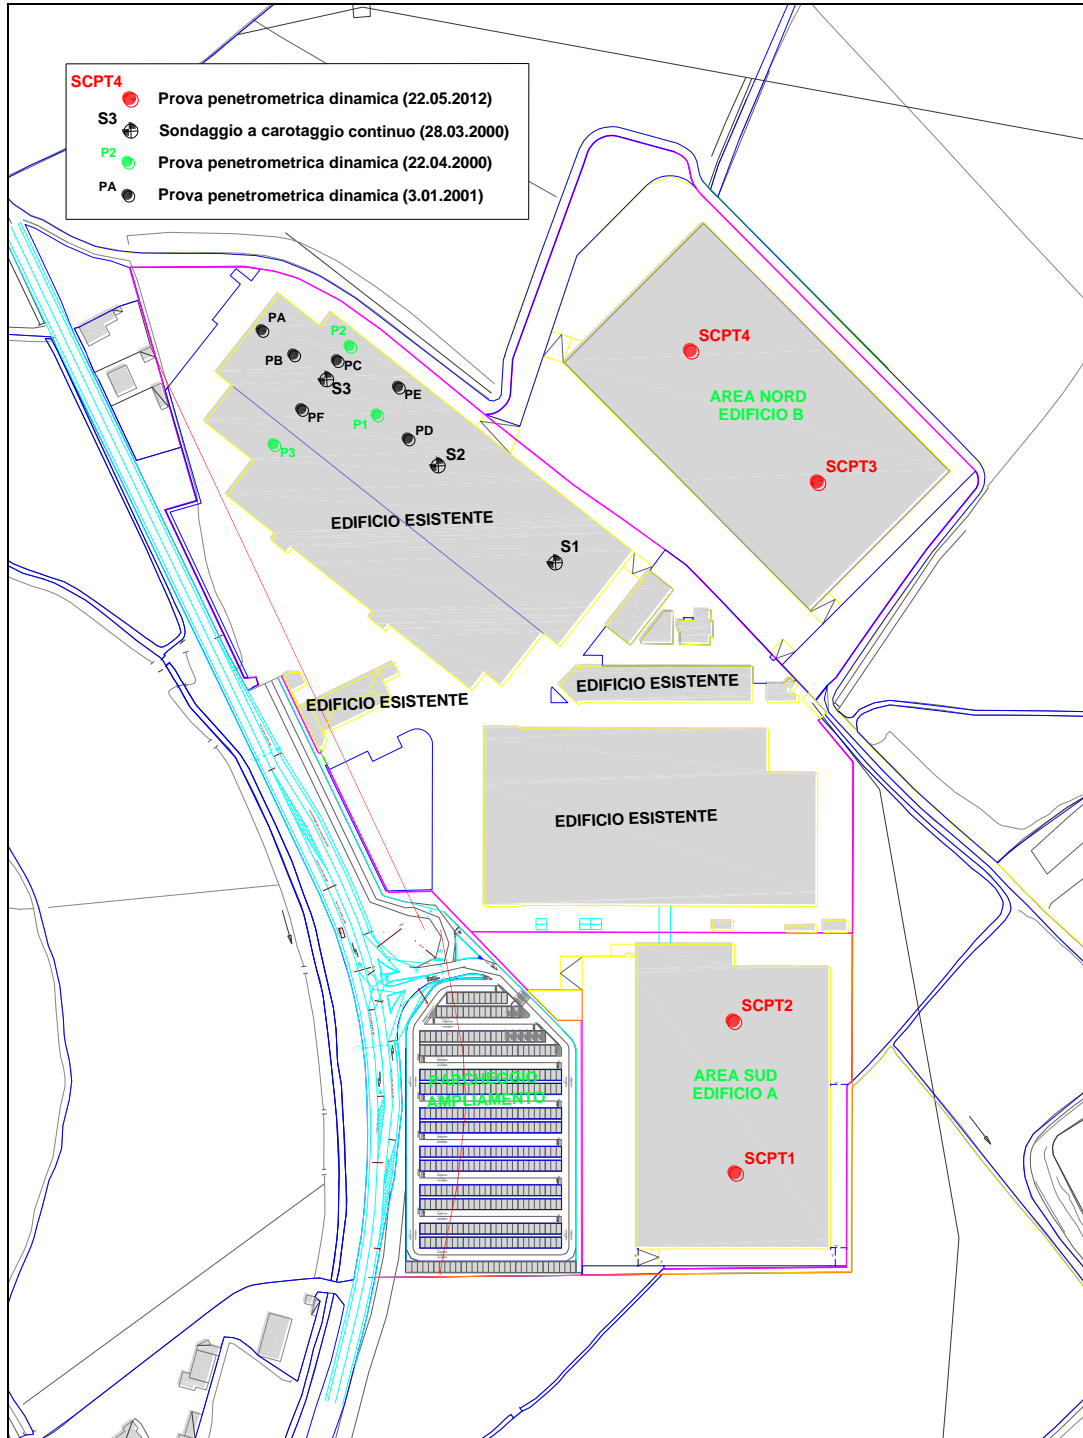 SCPT4
Prova penetrometrica dinamica (22.05.2012)
S3
Sondaggio a carotaggio continuo (28.03.2000)
P2
Prova penetrometrica dinamica (22.04.2000)
PA
Prova penetrometrica dinamica (3.01.2001)
PA
P2
PB
PC
S3
PE
PF
P1
PD
P3
S2
EDIFICIO ESISTENTE
S1
SCPT4
AREA NORD
EDIFICIO B
SCPT3
EDIFICIO ESISTENTE
EDIFICIO ESISTENTE
EDIFICIO ESISTENTE
SCPT2
AREA SUD
EDIFICIO A
SCPT1
PARCHEGGIO
AMPLIAMENTO